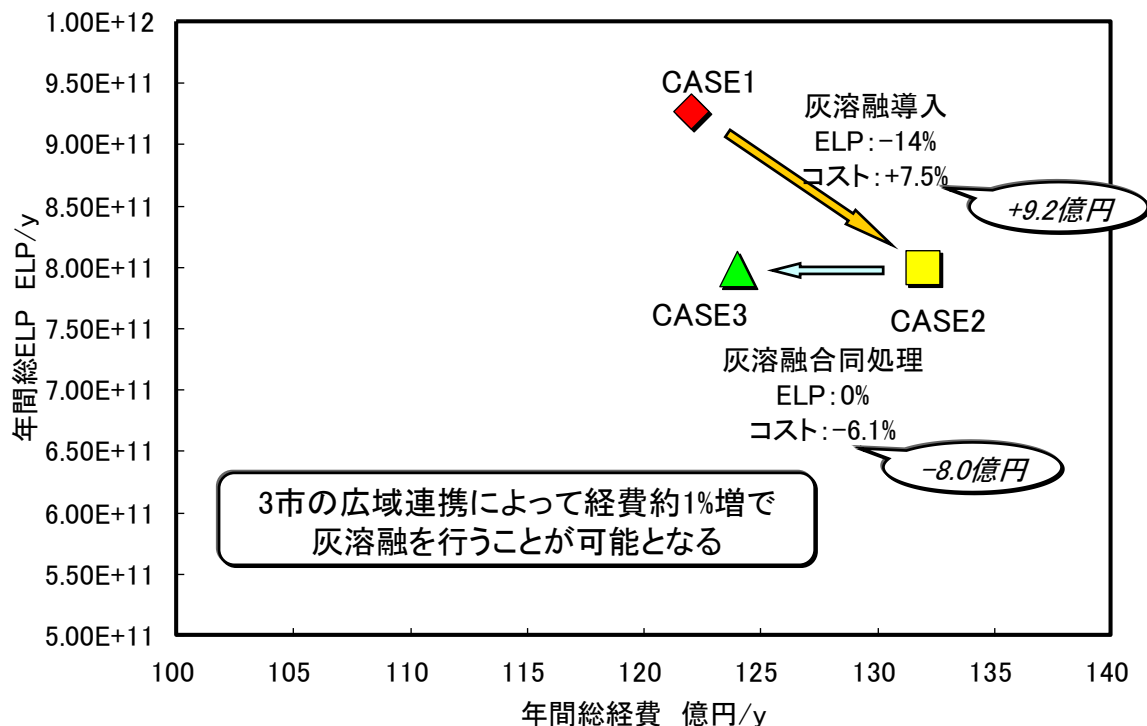 1.00E+12
9.50E+11
9.00E+11
8.50E+11
8.00E+11
7.50E+11
7.00E+11
6.50E+11
6.00E+11
5.50E+11
5.00E+11
年間総ELP ELP/y
CASE1
灰溶融導入
ELP:-14%
コスト:+7.5%
+9.2億円
CASE3
CASE2
灰溶融合同処理
ELP:0%
コスト:-6.1%
-8.0億円
3市の広域連携によって経費約1%増で
灰溶融を行うことが可能となる
100 105 110 115 120 125 130 135 140
年間総経費 億円/y